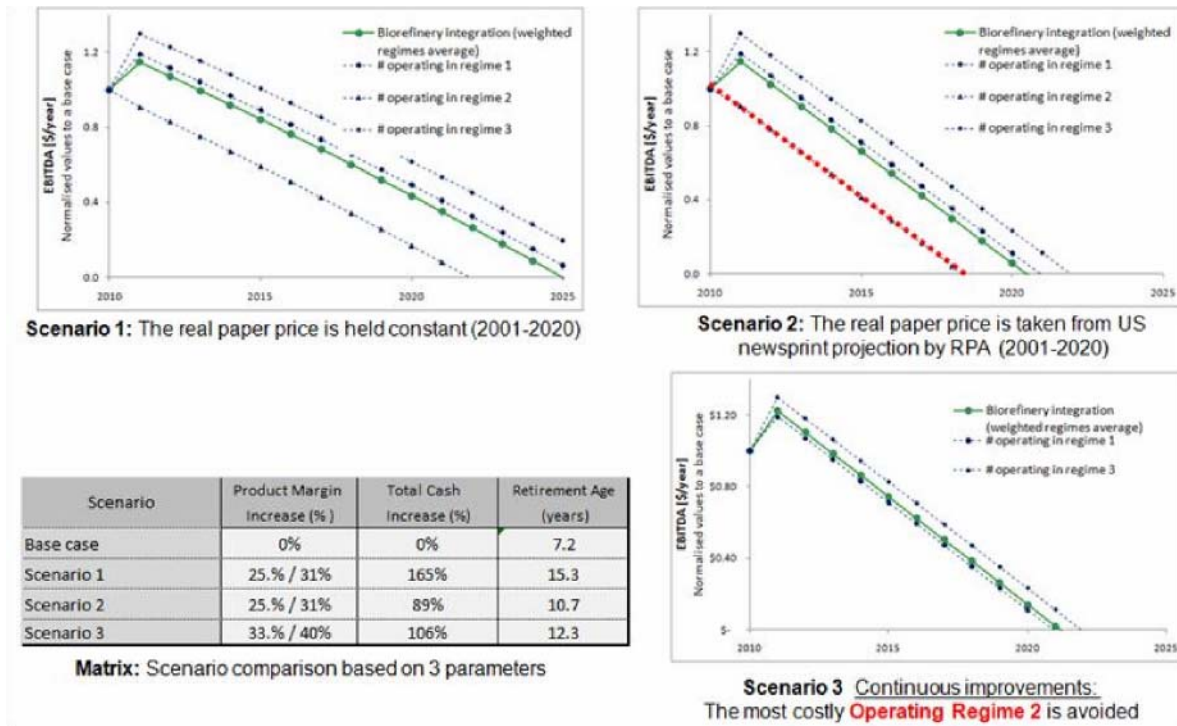 EBITDA [$/year]
Normalised values to a base case
1.2
0.8
0.4
0.0
2010
2015
2020
2025
Biorefinery integration (weighted
regimes average)
# operating in regime 1
# operating in regime 2
# operating in regime 3
Scenario 1: The real paper price is held constant (2001-2020)
EBITDA [$/year]
Normalised values to a base case
1.2
0.8
0.4
0.0
2010
2015
2020
2025
Biorefinery integration (weighted
regimes average)
# operating in regime 1
# operating in regime 2
# operating in regime 3
Scenario 2: The real paper price is taken from US
newsprint projection by RPA (2001-2020)
Scenario Product Margin Increase (% ) Total Cash Increase (%) Retirement Age (years)
Base case 0% 0% 7.2
Scenario 1 25.% / 31% 165% 15.3
Scenario 2 25.% / 31% 89% 10.7
Scenario 3 33.% / 40% 106% 12.3
Matrix: Scenario comparison based on 3 parameters
EBITDA [$/year]
Normalised values to a base case
$1.20
$0.80
$0.40
$-
2010
2015
2020
2025
Biorefinery integration
(weighted regimes average)
# operating in regime 1
# operating in regime 3
Scenario 3 Continuous improvements:
The most costly Operating Regime 2 is avoided